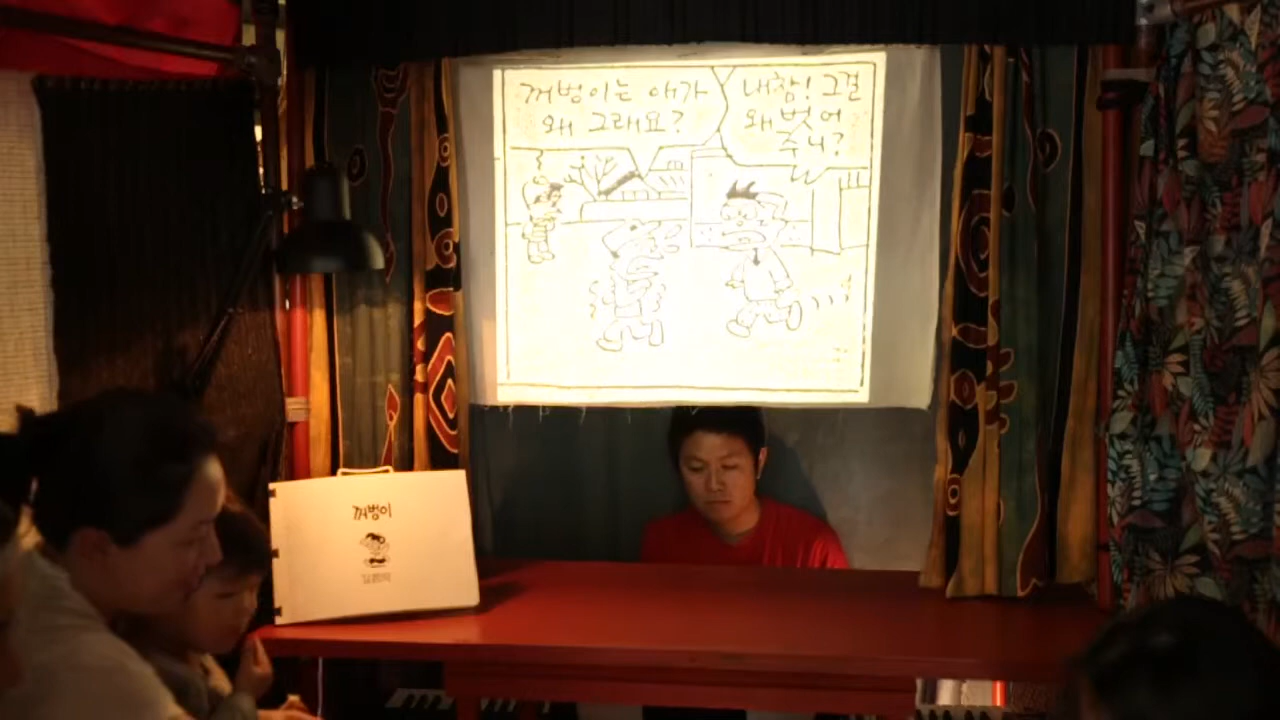 꺼벙이는 애가
왜 그래요?
내참! 그걸
왜 벗어
주니?
꺼벙이